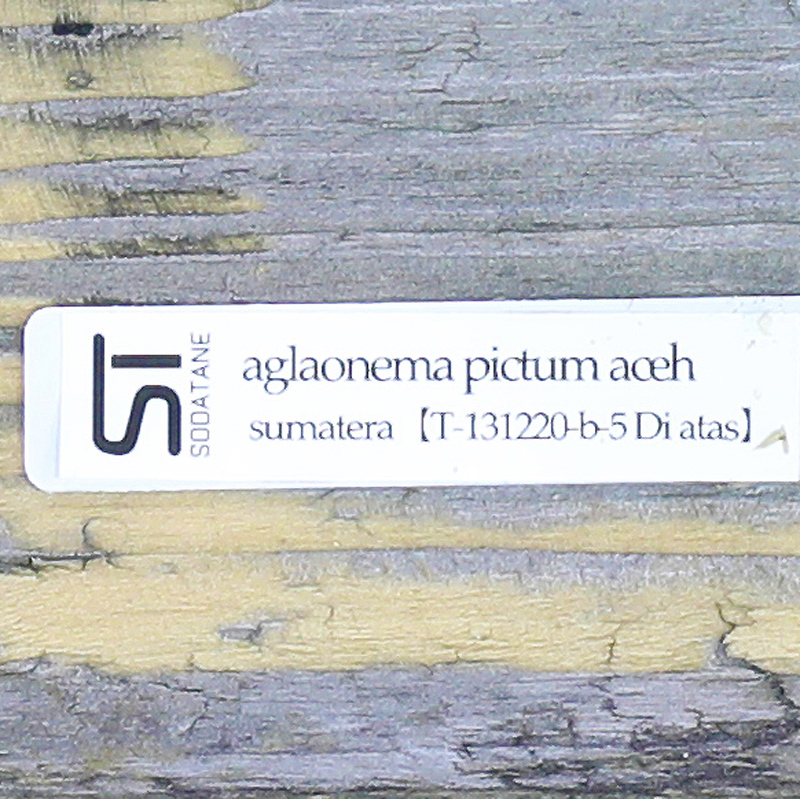 SODATANE
aglaonema pictum aceh
sumatera 【T-131220-b-5 Di atas】